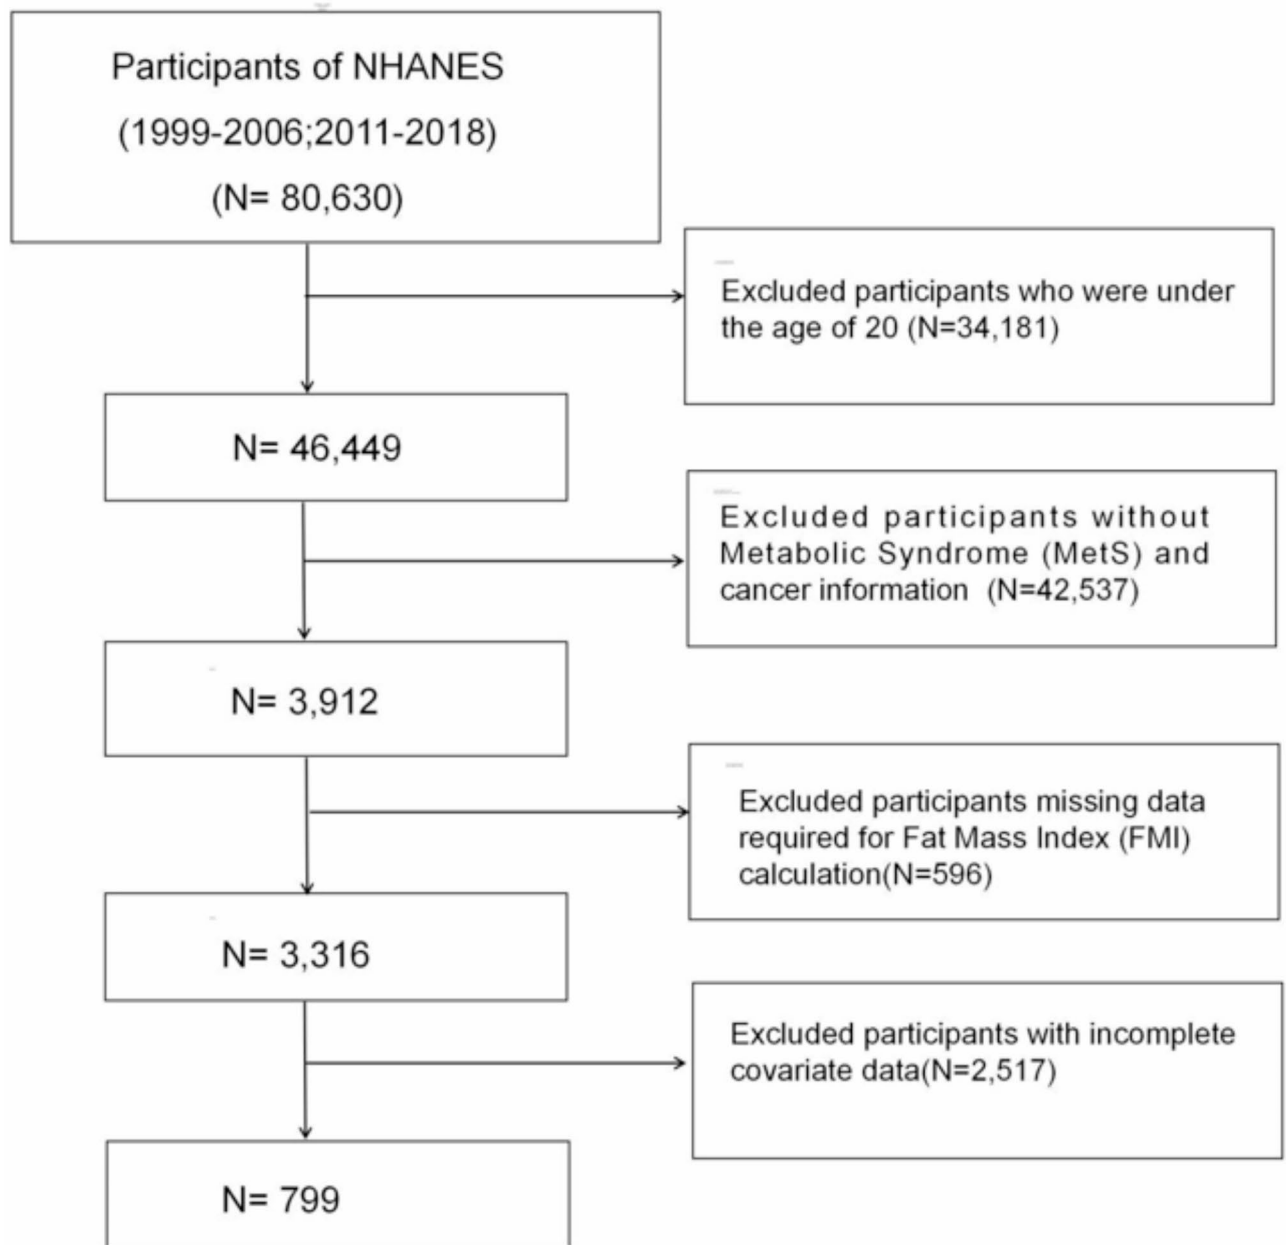 Participants of NHANES
(1999-2006;2011-2018)
(N= 80,630)
Excluded participants who were under
the age of 20 (N=34,181)
N= 46,449
Excluded participants without
Metabolic Syndrome (MetS) and
cancer information (N=42,537)
N= 3,912
Excluded participants missing data
required for Fat Mass Index (FMI)
calculation(N=596)
N= 3,316
Excluded participants with incomplete
covariate data(N=2,517)
N= 799